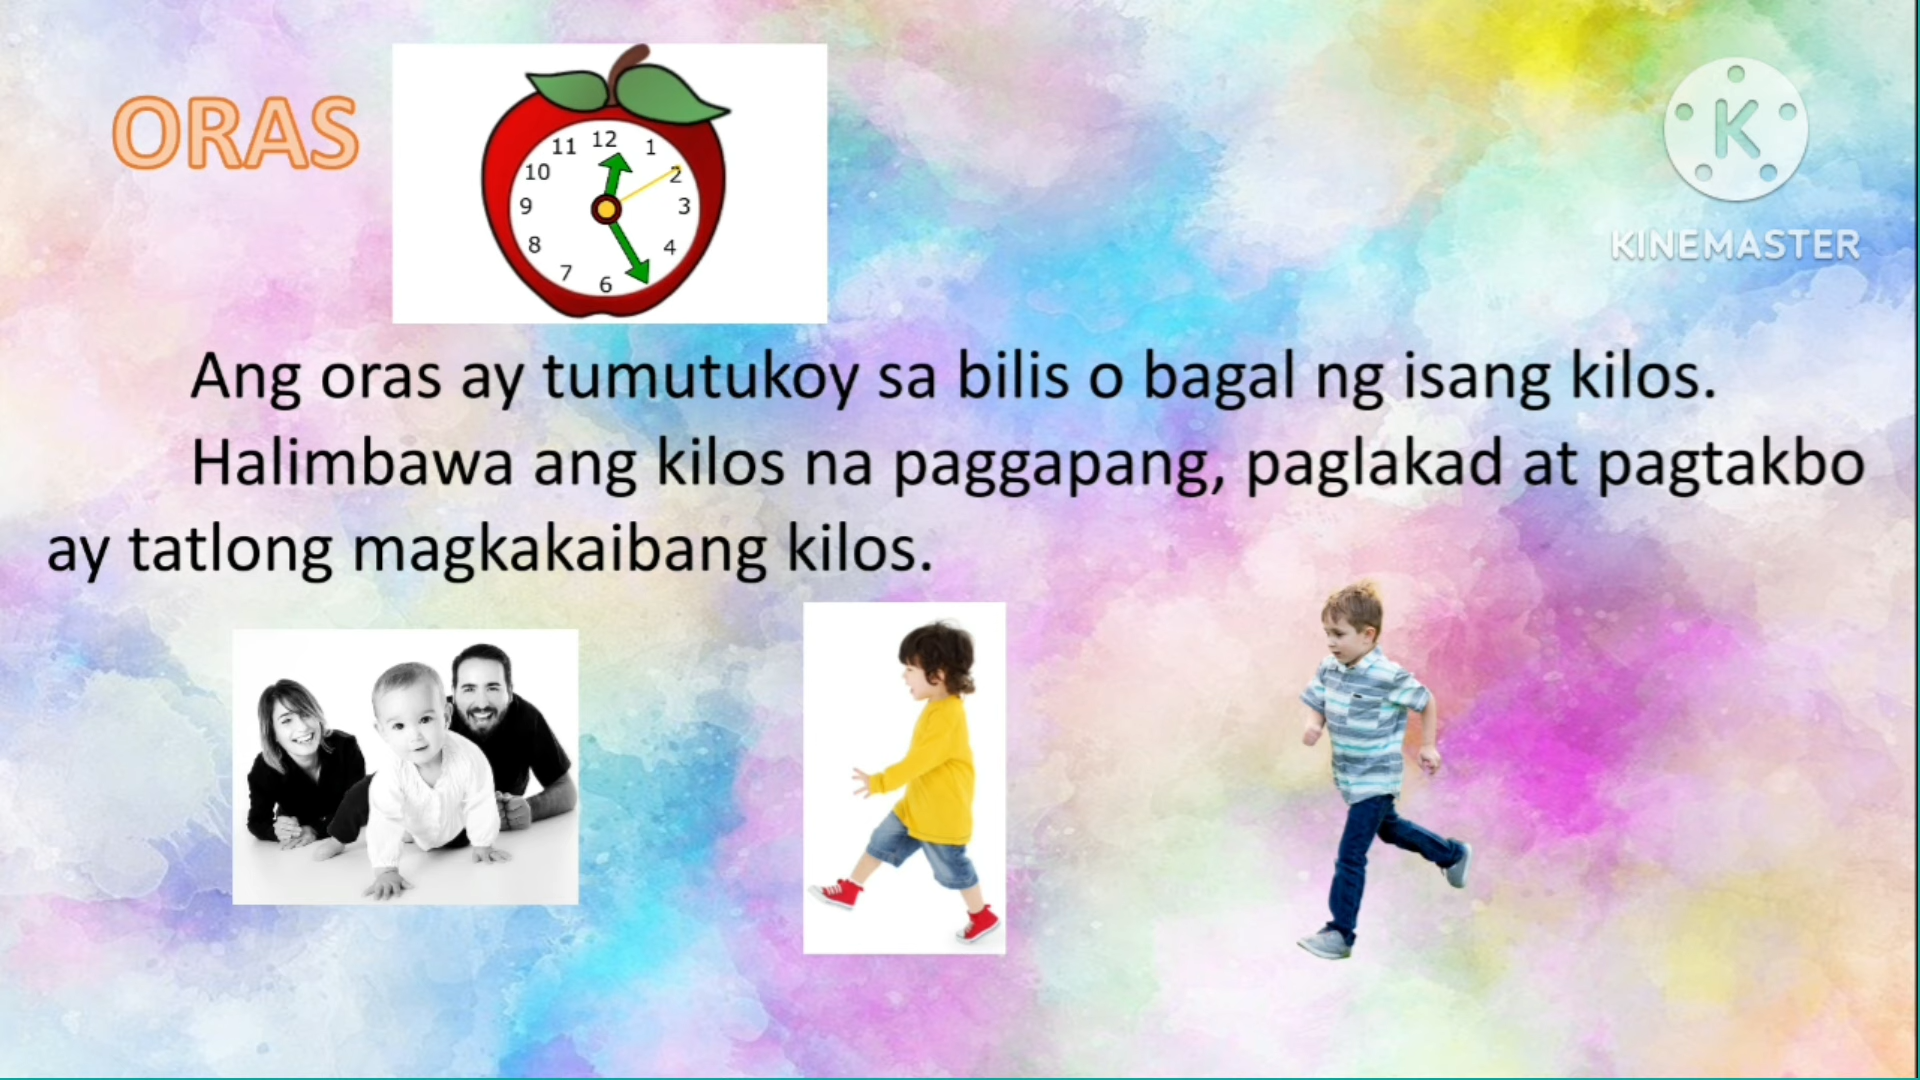 ORAS
12
11
1
10
2
9
3
8
4
7
6
K
KINEMASTER
Ang oras ay tumutukoy sa bilis o bagal ng isang kilos.
Halimbawa ang kilos na paggapang, paglakad at pagtakbo
ay tatlong magkakaibang kilos.